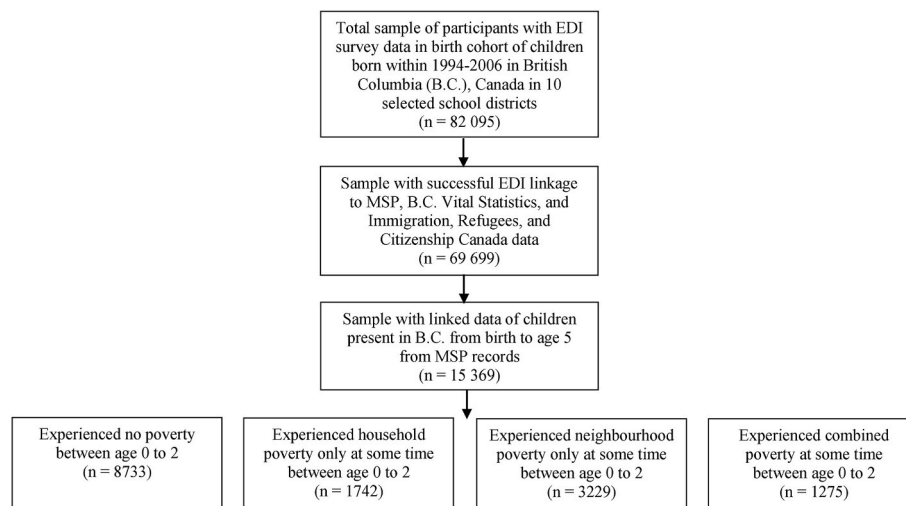 Total sample of participants with EDI
survey data in birth cohort of children
born within 1994-2006 in British
Columbia (B.C.), Canada in 10
selected school districts
(n = 82 095)
Sample with successful EDI linkage
to MSP, B.C. Vital Statistics, and
Immigration, Refugees, and
Citizenship Canada data
(n = 69 699)
Sample with linked data of children
present in B.C. from birth to age 5
from MSP records
(n = 15 369)
Experienced no poverty
between age 0 to 2
(n = 8733)
Experienced household
poverty only at some time
between age 0 to 2
(n = 1742)
Experienced neighbourhood
poverty only at some time
between age 0 to 2
(n = 3229)
Experienced combined
poverty at some time
between age 0 to 2
(n = 1275)